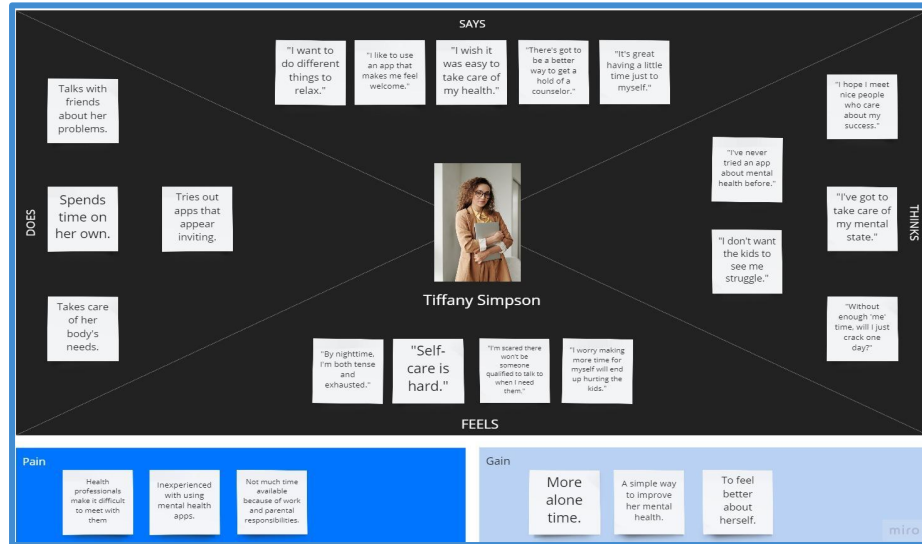 SAYS
"I want to
do different
things to
relax."
"I like to use
an app that
makes me feel
welcome."
"I wish it
was easy to
take care of
my health."
"There's got to
be a better
way to get a
hold of a
counselor."
"It's great
having a little
time just to
myself."
DOES
Talks with
friends
about her
problems.
Spends
time on
her own.
Tries out
apps that
appear
inviting.
Takes care
of her
body's
needs.
Tiffany Simpson
THINKS
"I hope I meet
nice people
who care
about my
success."
"I've never
tried an app
about mental
health before."
"I've got to
take care of
my mental
state."
"I don't want
the kids to
see me
struggle."
"Without
enough 'me'
time, will I just
crack one
day?"
"By nighttime,
I'm both tense
and
exhausted."
"Self-
care is
hard."
"I'm scared there
won't be
someone
qualified to talk to
when I need
them."
"I worry making
more time for
myself will end
up hurting the
kids."
FEELS
Pain
Health
professionals
make it difficult
to meet with
them
Inexperienced
with using
mental health
apps.
Not much time
available
because of work
and parental
responsibilities.
Gain
More
alone
time.
A simple way
to improve
her mental
health.
To feel
better
about
herself.
miro